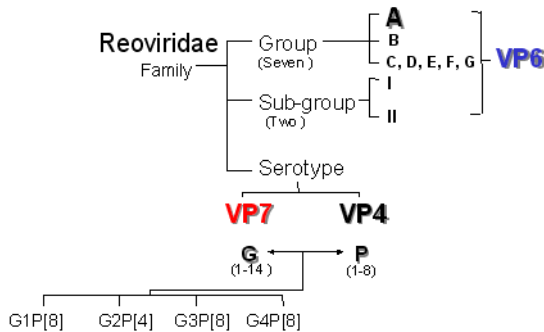 Reoviridae
Family
Group
(Seven )
A
B
C, D, E, F, G
VP6
Sub-group
(Two )
I
II
Serotype
VP7 VP4
G P
(1-14 ) (1-8)
G1P[8] G2P[4] G3P[8] G4P[8]